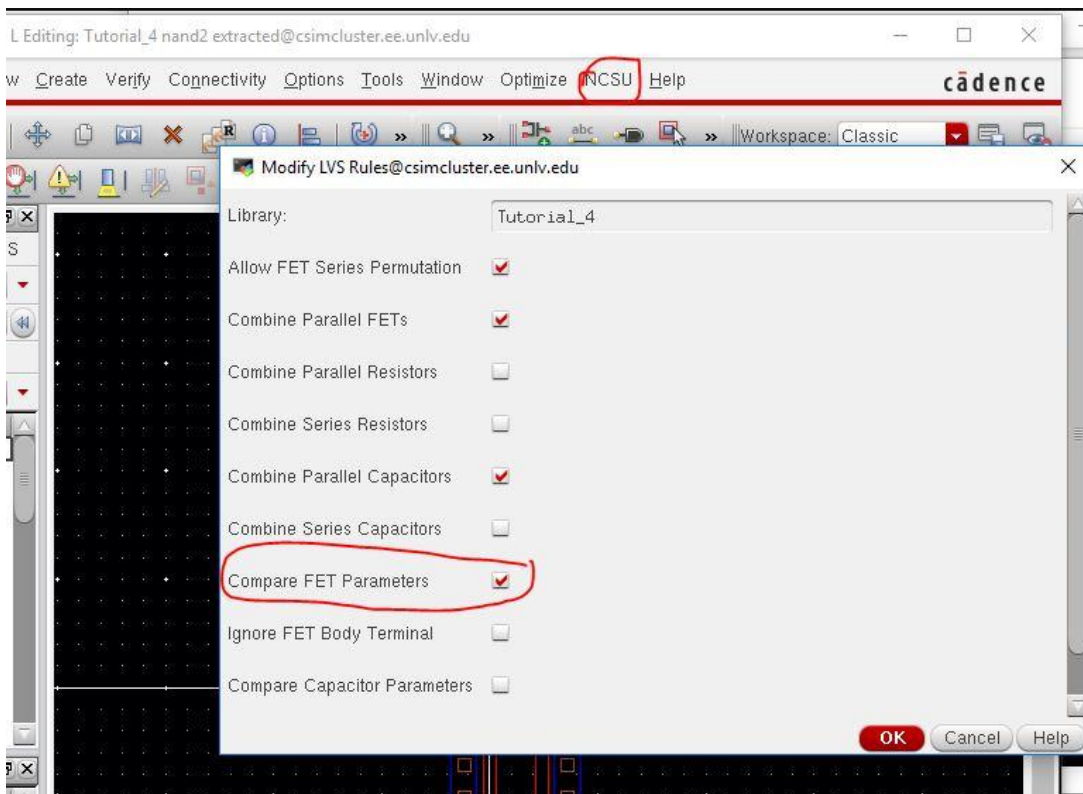 L Editing: Tutorial_4 nand2 extracted@csimcluster.ee.unlv.edu
w Create Verify Connectivity Options Tools Window Optimize NCSU Help cādence
R » » abc » Workspace: Classic
Modify LVS Rules@csimcluster.ee.unlv.edu
S
Library: Tutorial_4
Allow FET Series Permutation
Combine Parallel FETs
Combine Parallel Resistors
Combine Series Resistors
Combine Parallel Capacitors
Combine Series Capacitors
Compare FET Parameters
Ignore FET Body Terminal
Compare Capacitor Parameters
OK Cancel Help